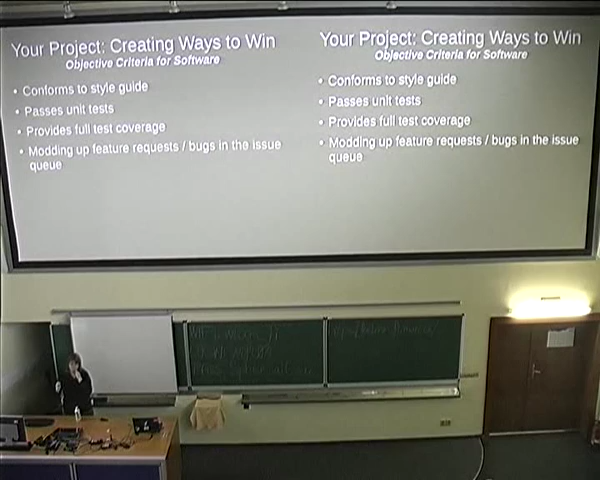 Your Project: Creating Ways to Win
Objective Criteria for Software
• Conforms to style guide
• Passes unit tests
• Provides full test coverage
• Modding up feature requests / bugs in the issue
queue
Your Project: Creating Ways to Win
Objective Criteria for Software
• Conforms to style guide
• Passes unit tests
• Provides full test coverage
• Modding up feature requests / bugs in the issue
queue